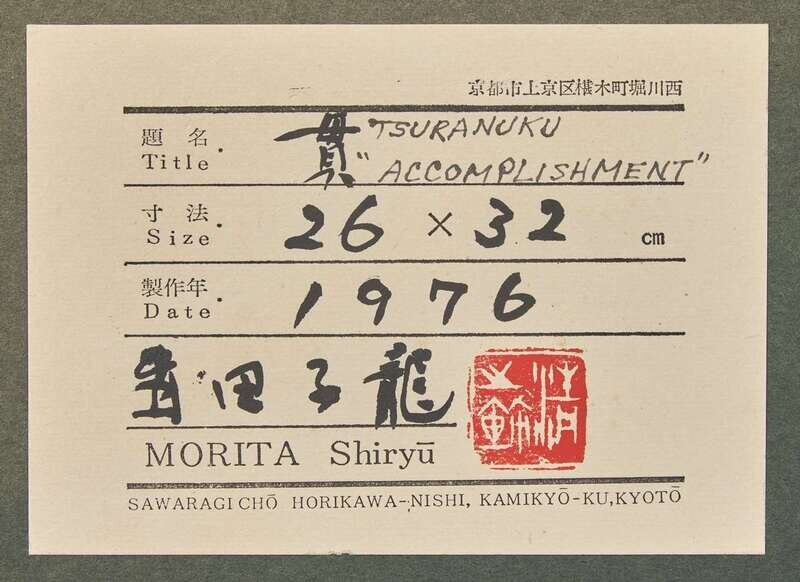 京都市上京区椹木町堀川西
題名 貫 "TSURANUKU
Title. "ACCOMPLISHMENT"
寸法
Size. 26 × 32 cm
製作年
Date. 1976
森田子龍
MORITA Shiryū
SAWARAGICHŌ HORIKAWA-NISHI, KAMIKYŌ-KU, KYOTŌ